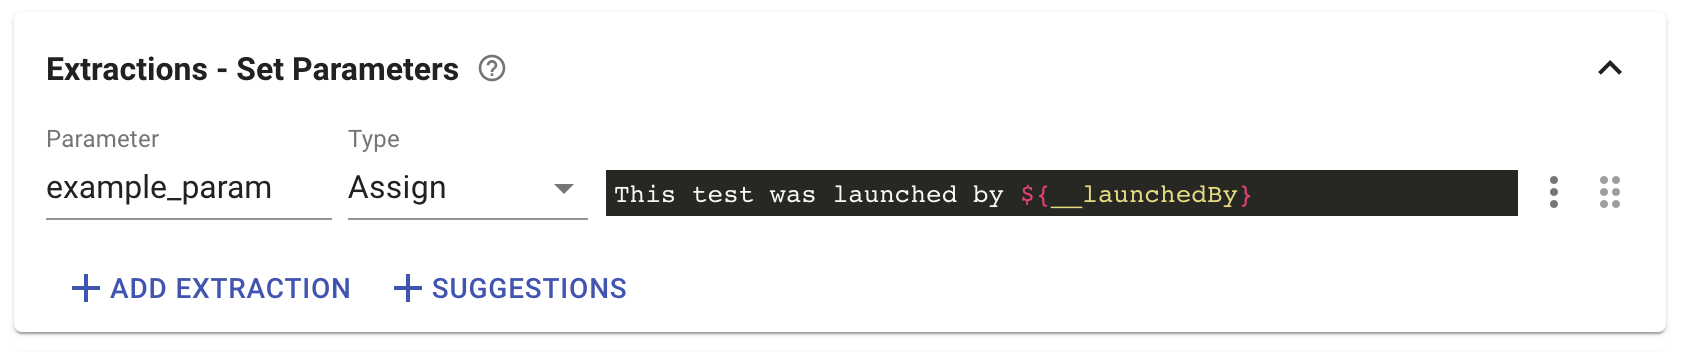 Extractions - Set Parameters
Parameter Type
example_param Assign This test was launched by ${__launchedBy}
ADD EXTRACTION SUGGESTIONS